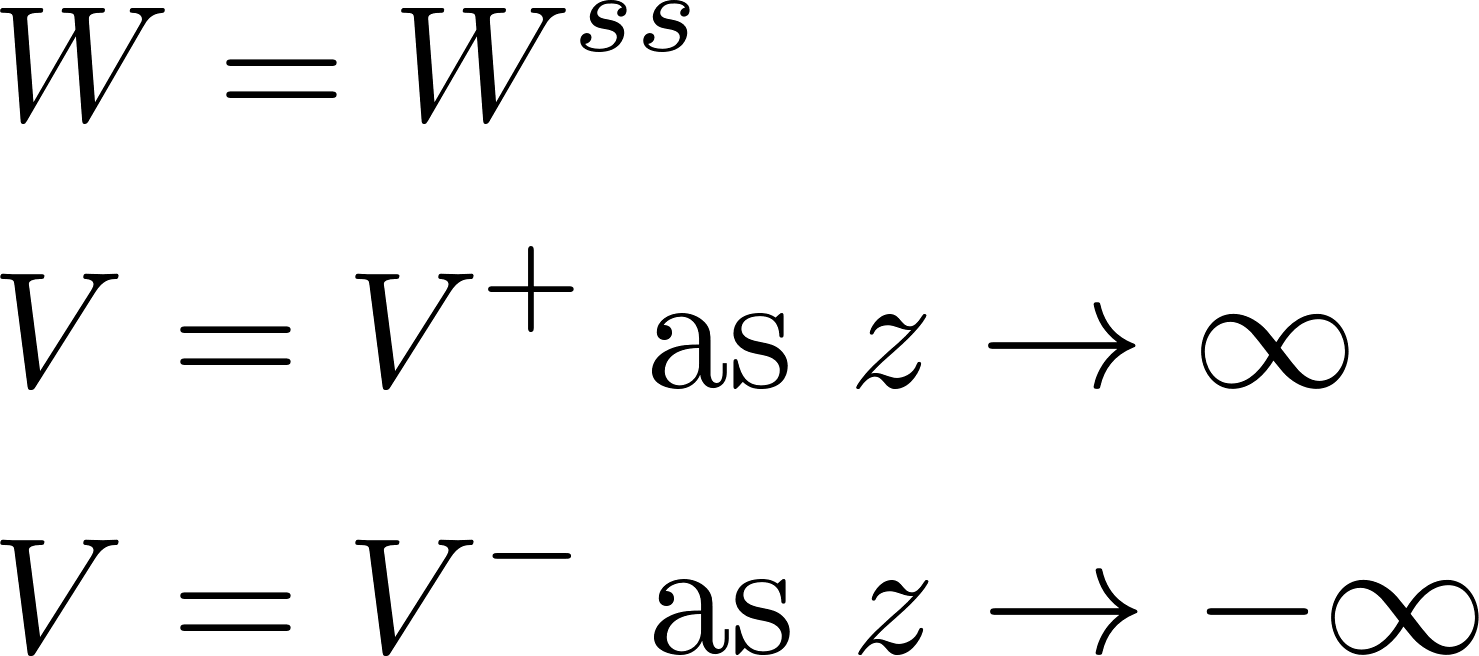 W = W^{ss}
V = V^{+} as z → ∞
V = V^{-} as z → -∞